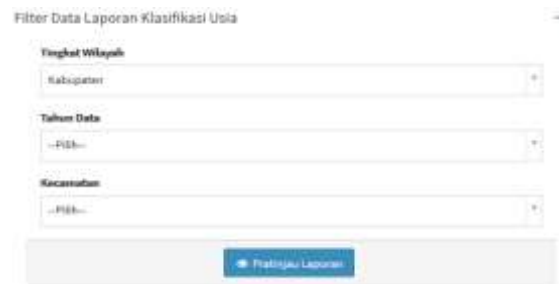 Filter Data Laporan Klasifikasi Usia
Tingkat Wilayah
Kabupaten
Tahun Data
--Pilih--
Kecamatan
--Pilih--
Pratinjau Laporan